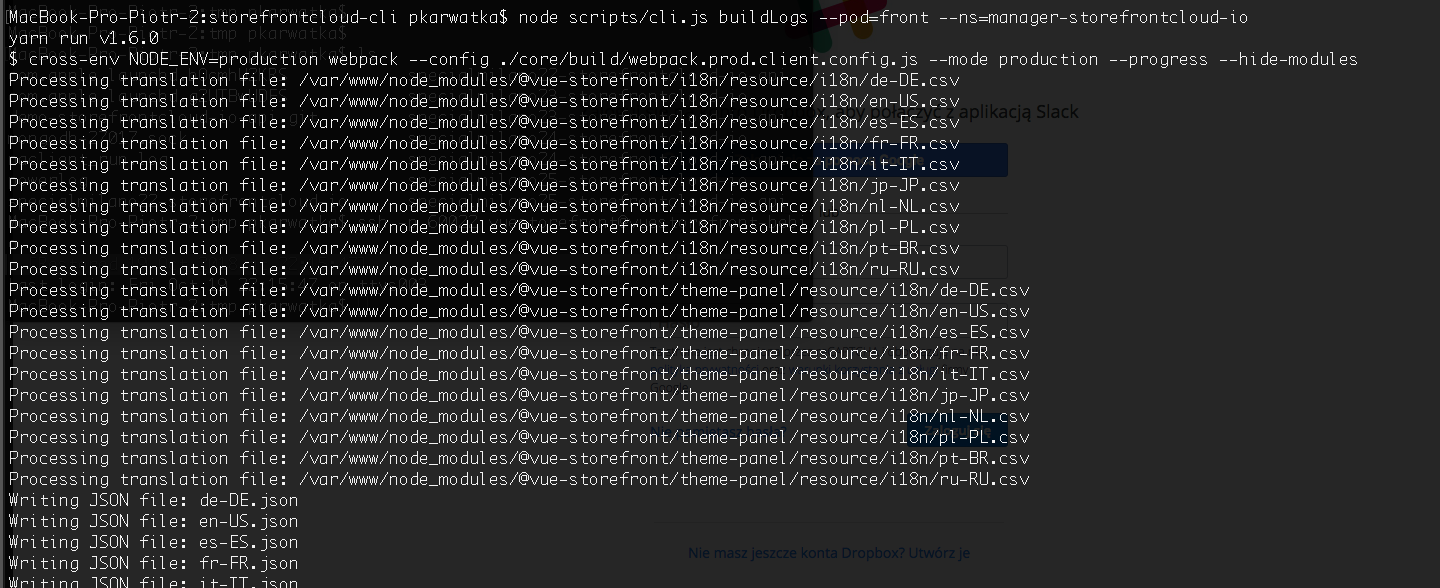 MacBook-Pro-Piotr-2:storefrontcloud-cli pkarwatka$ node scripts/cli.js buildLogs --pod=front --ns=manager-storefrontcloud-io
yarn run v1.6.0
$ cross-env NODE_ENV=production webpack --config ./core/build/webpack.prod.client.config.js --mode production --progress --hide-modules
Processing translation file: /var/www/node_modules/@vue-storefront/i18n/resource/i18n/de-DE.csv
Processing translation file: /var/www/node_modules/@vue-storefront/i18n/resource/i18n/en-US.csv
Processing translation file: /var/www/node_modules/@vue-storefront/i18n/resource/i18n/es-ES.csv
Processing translation file: /var/www/node_modules/@vue-storefront/i18n/resource/i18n/fr-FR.csv
Processing translation file: /var/www/node_modules/@vue-storefront/i18n/resource/i18n/it-IT.csv
Processing translation file: /var/www/node_modules/@vue-storefront/i18n/resource/i18n/jp-JP.csv
Processing translation file: /var/www/node_modules/@vue-storefront/i18n/resource/i18n/nl-NL.csv
Processing translation file: /var/www/node_modules/@vue-storefront/i18n/resource/i18n/pl-PL.csv
Processing translation file: /var/www/node_modules/@vue-storefront/i18n/resource/i18n/pt-BR.csv
Processing translation file: /var/www/node_modules/@vue-storefront/i18n/resource/i18n/ru-RU.csv
Processing translation file: /var/www/node_modules/@vue-storefront/theme-panel/resource/i18n/de-DE.csv
Processing translation file: /var/www/node_modules/@vue-storefront/theme-panel/resource/i18n/en-US.csv
Processing translation file: /var/www/node_modules/@vue-storefront/theme-panel/resource/i18n/es-ES.csv
Processing translation file: /var/www/node_modules/@vue-storefront/theme-panel/resource/i18n/fr-FR.csv
Processing translation file: /var/www/node_modules/@vue-storefront/theme-panel/resource/i18n/it-IT.csv
Processing translation file: /var/www/node_modules/@vue-storefront/theme-panel/resource/i18n/jp-JP.csv
Processing translation file: /var/www/node_modules/@vue-storefront/theme-panel/resource/i18n/nl-NL.csv
Processing translation file: /var/www/node_modules/@vue-storefront/theme-panel/resource/i18n/pl-PL.csv
Processing translation file: /var/www/node_modules/@vue-storefront/theme-panel/resource/i18n/pt-BR.csv
Processing translation file: /var/www/node_modules/@vue-storefront/theme-panel/resource/i18n/ru-RU.csv
Writing JSON file: de-DE.json
Writing JSON file: en-US.json
Writing JSON file: es-ES.json
Writing JSON file: fr-FR.json
Writing JSON file: it-IT.json
z aplikacją Slack
Nie masz jeszcze konta Dropbox? Utwórz je